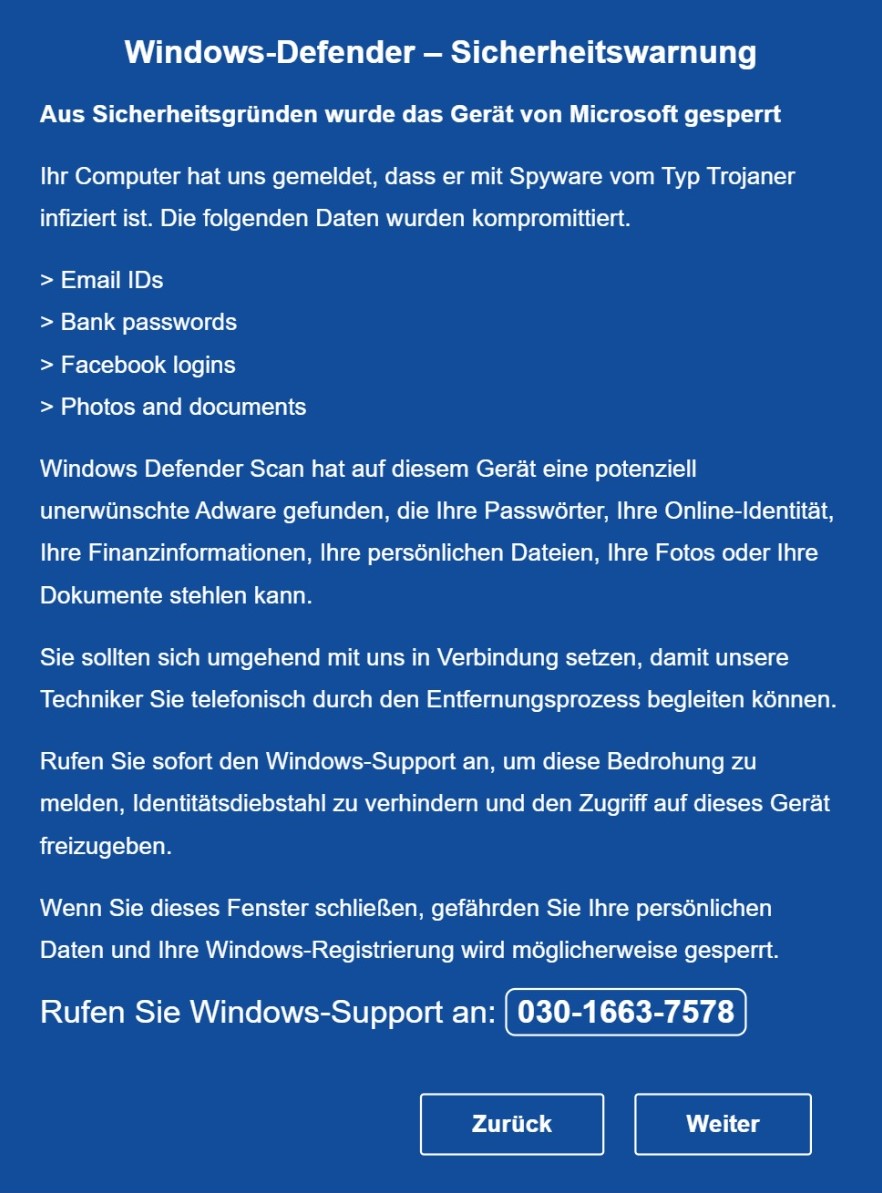 Windows-Defender – Sicherheitswarnung
Aus Sicherheitsgründen wurde das Gerät von Microsoft gesperrt
Ihr Computer hat uns gemeldet, dass er mit Spyware vom Typ Trojaner
infiziert ist. Die folgenden Daten wurden kompromittiert.
> Email IDs
> Bank passwords
> Facebook logins
> Photos and documents
Windows Defender Scan hat auf diesem Gerät eine potenziell
unerwünschte Adware gefunden, die Ihre Passwörter, Ihre Online-Identität,
Ihre Finanzinformationen, Ihre persönlichen Dateien, Ihre Fotos oder Ihre
Dokumente stehlen kann.
Sie sollten sich umgehend mit uns in Verbindung setzen, damit unsere
Techniker Sie telefonisch durch den Entfernungsprozess begleiten können.
Rufen Sie sofort den Windows-Support an, um diese Bedrohung zu
melden, Identitätsdiebstahl zu verhindern und den Zugriff auf dieses Gerät
freizugeben.
Wenn Sie dieses Fenster schließen, gefährden Sie Ihre persönlichen
Daten und Ihre Windows-Registrierung wird möglicherweise gesperrt.
Rufen Sie Windows-Support an: 030-1663-7578
Zurück Weiter